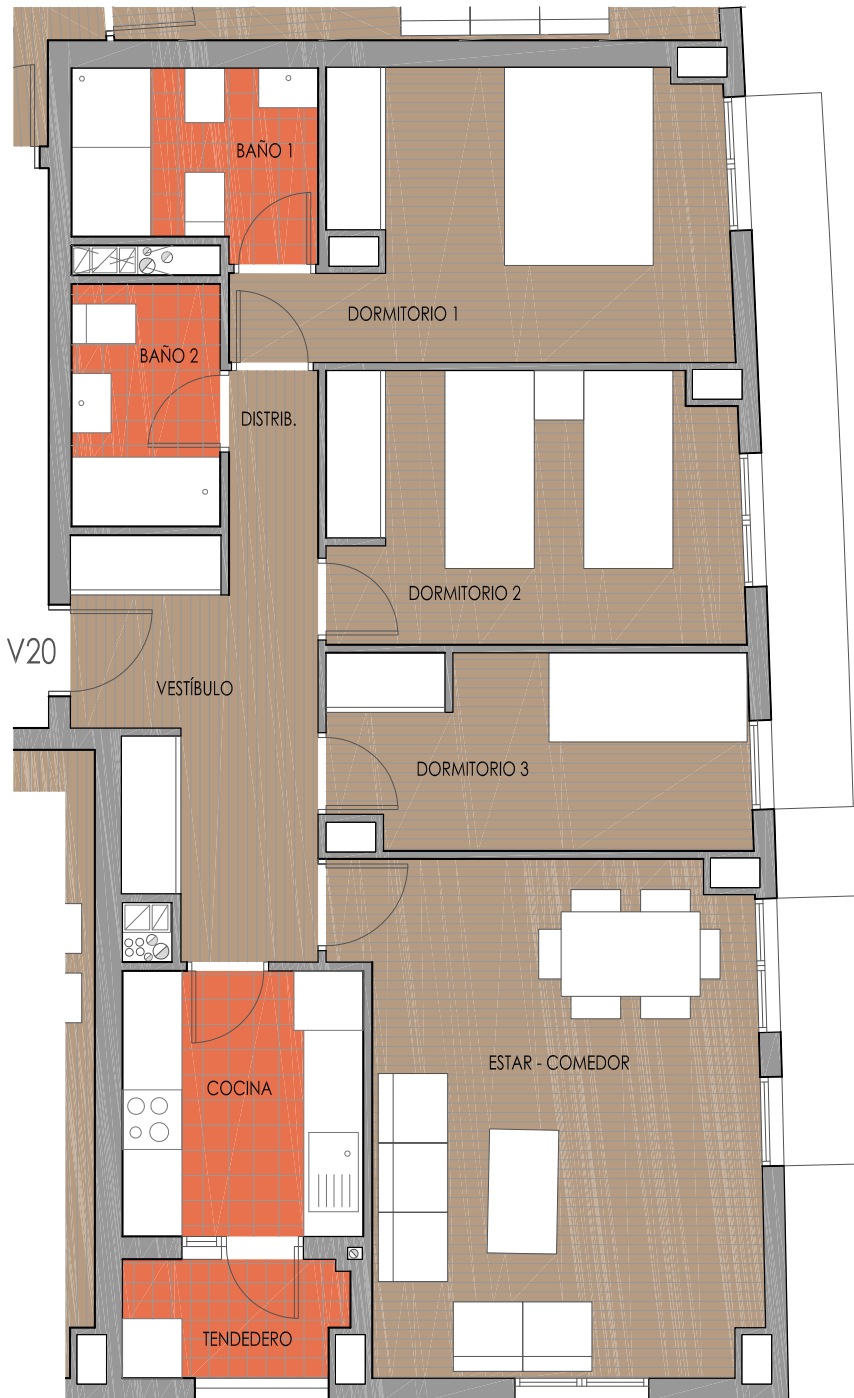 BAÑO 1
DORMITORIO 1
BAÑO 2
DISTRIB.
DORMITORIO 2
V20
VESTÍBULO
DORMITORIO 3
ESTAR - COMEDOR
COCINA
TENDEDERO